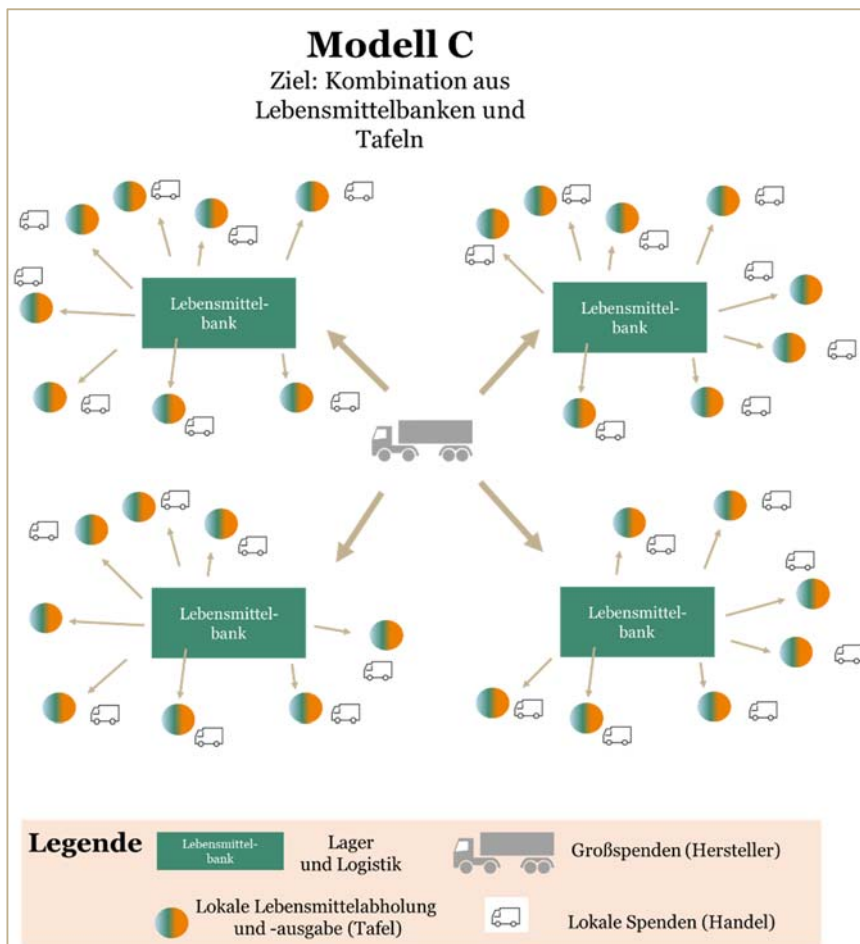 Modell C
Ziel: Kombination aus
Lebensmittelbanken und
Tafeln
Lebensmittel-
bank
Lebensmittel-
bank
Lebensmittel-
bank
Lebensmittel-
bank
Legende
Lebensmittel-
bank
Lager
und Logistik
Großspenden (Hersteller)
Lokale Lebensmittelabholung
und -ausgabe (Tafel)
Lokale Spenden (Handel)